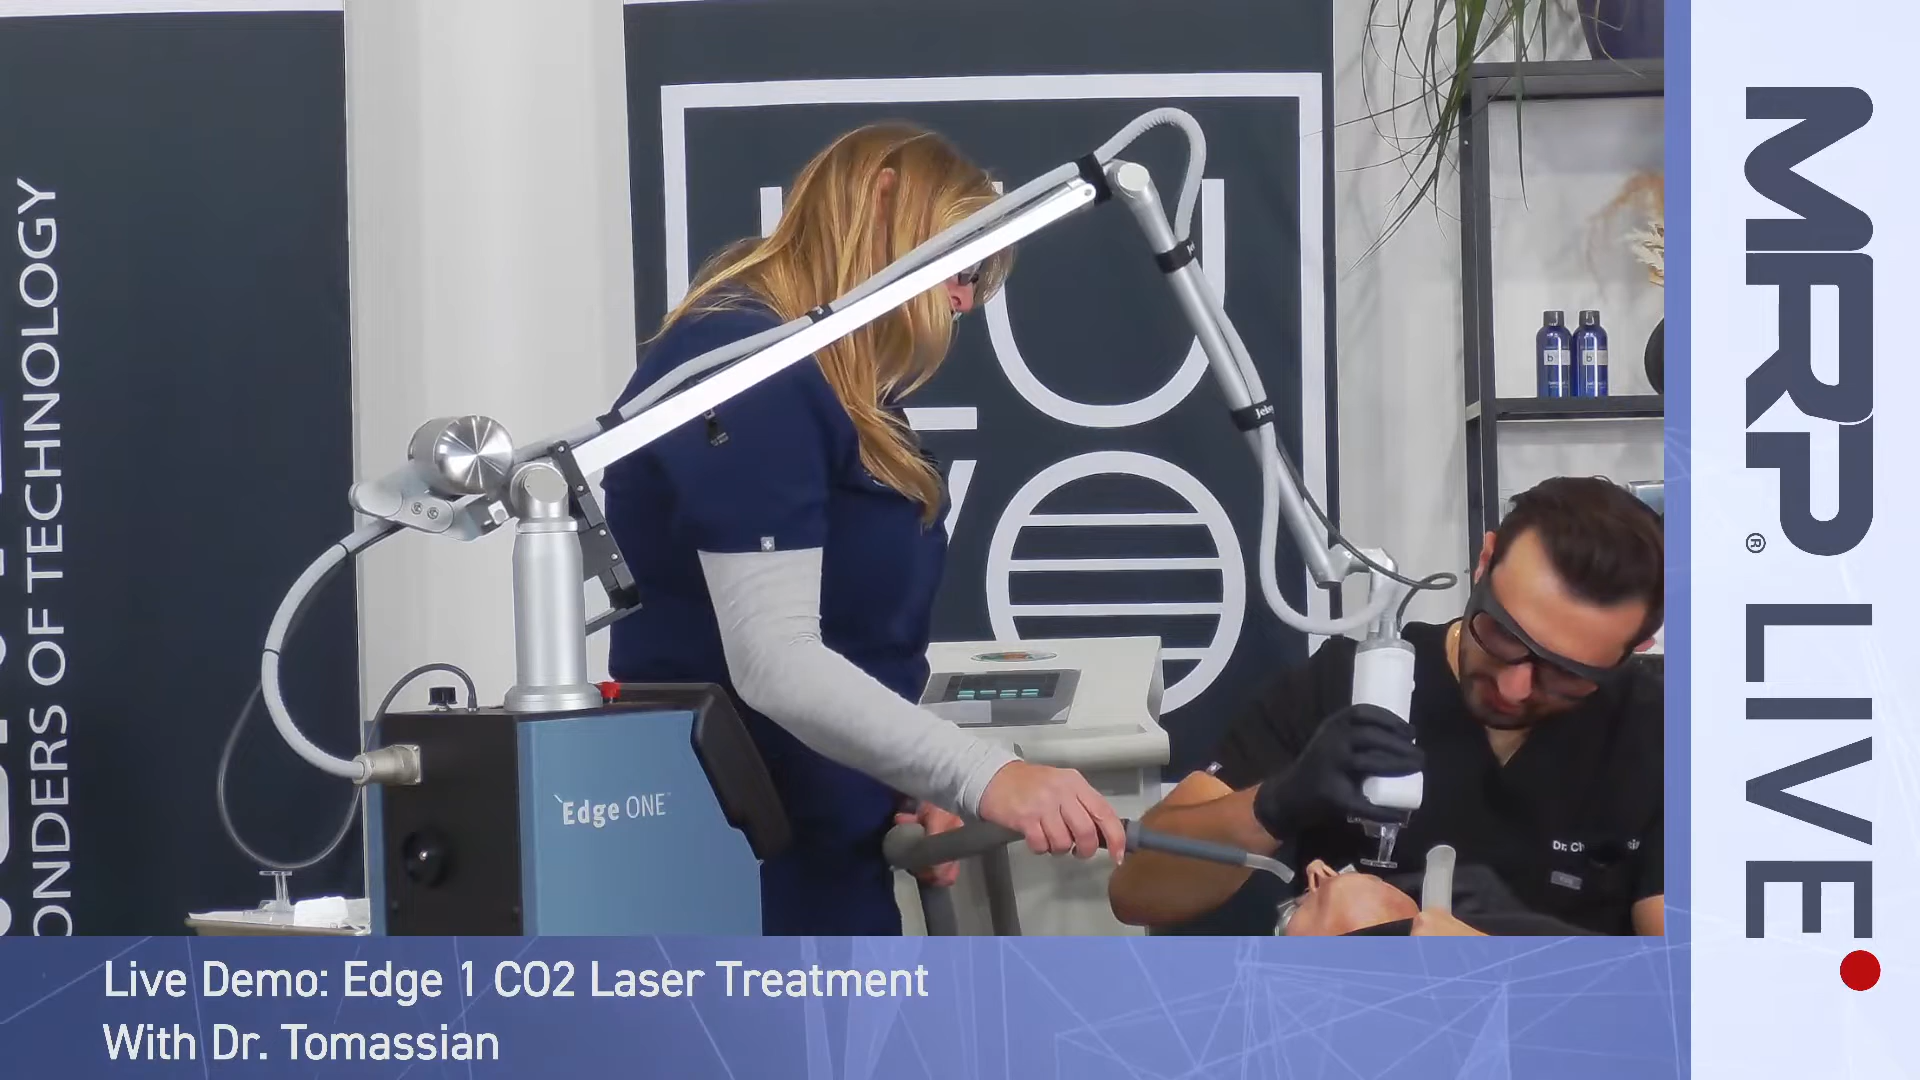 ONDERS OF TECHNOLOGY
Jeis
Edge ONE
Dr. Ch
Live Demo: Edge 1 CO2 Laser Treatment
With Dr. Tomassian
MRP® LIVE